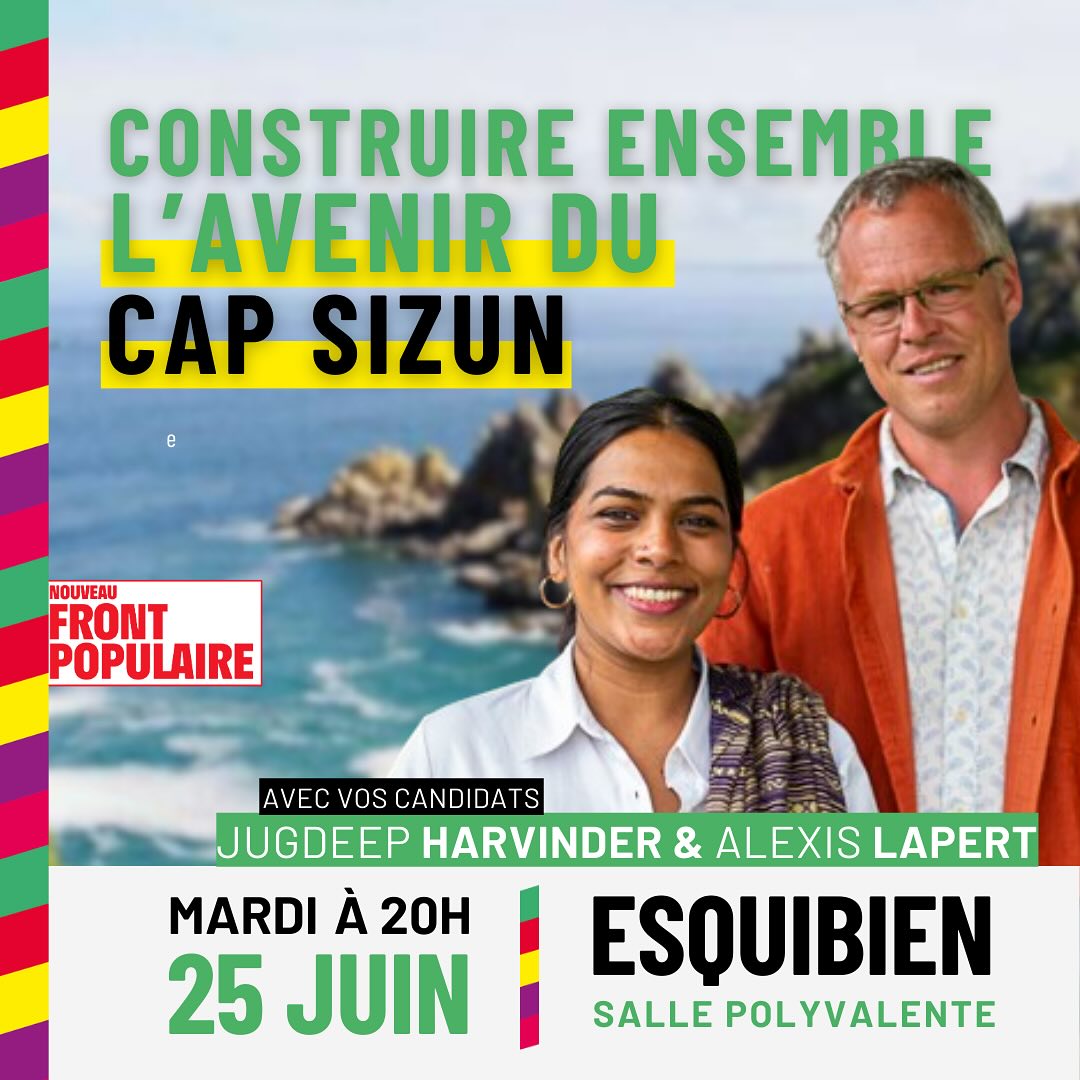 CONSTRUIRE ENSEMBLE
L'AVENIR DU
CAP SIZUN
e
NOUVEAU
FRONT
POPULAIRE
AVEC VOS CANDIDATS
JUGDEEP HARVINDER & ALEXIS LAPERT
MARDI À 20H
25 JUIN
ESQUIBIEN
SALLE POLYVALENTE